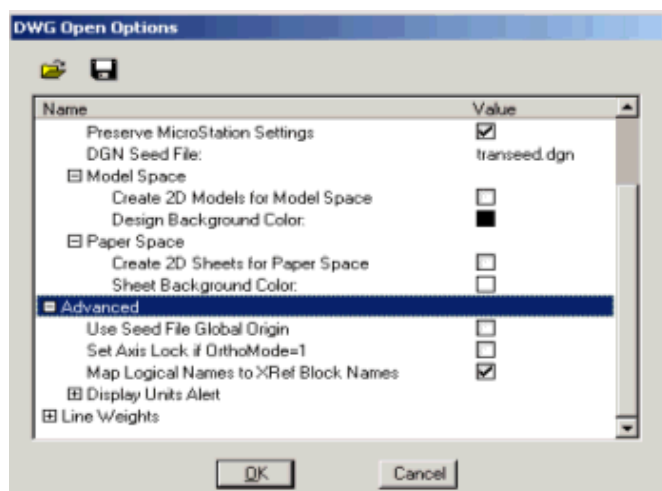 DWG Open Options
Name Value
Preserve MicroStation Settings
DGN Seed File: transeed.dgn
Model Space
Create 2D Models for Model Space
Design Background Color:
Paper Space
Create 2D Sheets for Paper Space
Sheet Background Color:
Advanced
Use Seed File Global Origin
Set Axis Lock if OrthoMode=1
Map Logical Names to XRef Block Names
Display Units Alert
Line Weights
OK Cancel